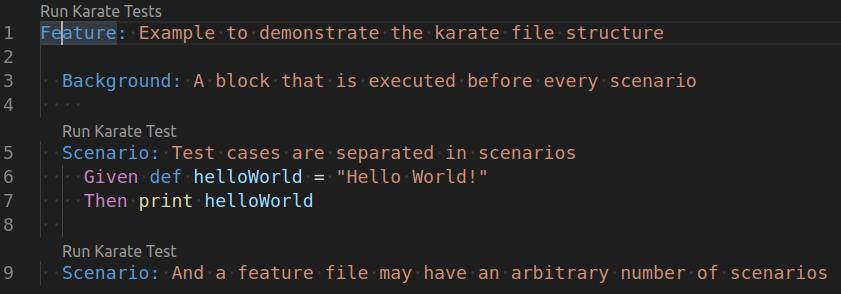 Run Karate Tests
1 Feature: Example to demonstrate the karate file structure
2
3 Background: A block that is executed before every scenario
4
Run Karate Test
5 Scenario: Test cases are separated in scenarios
6 Given def helloWorld = "Hello World!"
7 Then print helloWorld
8
Run Karate Test
9 Scenario: And a feature file may have an arbitrary number of scenarios